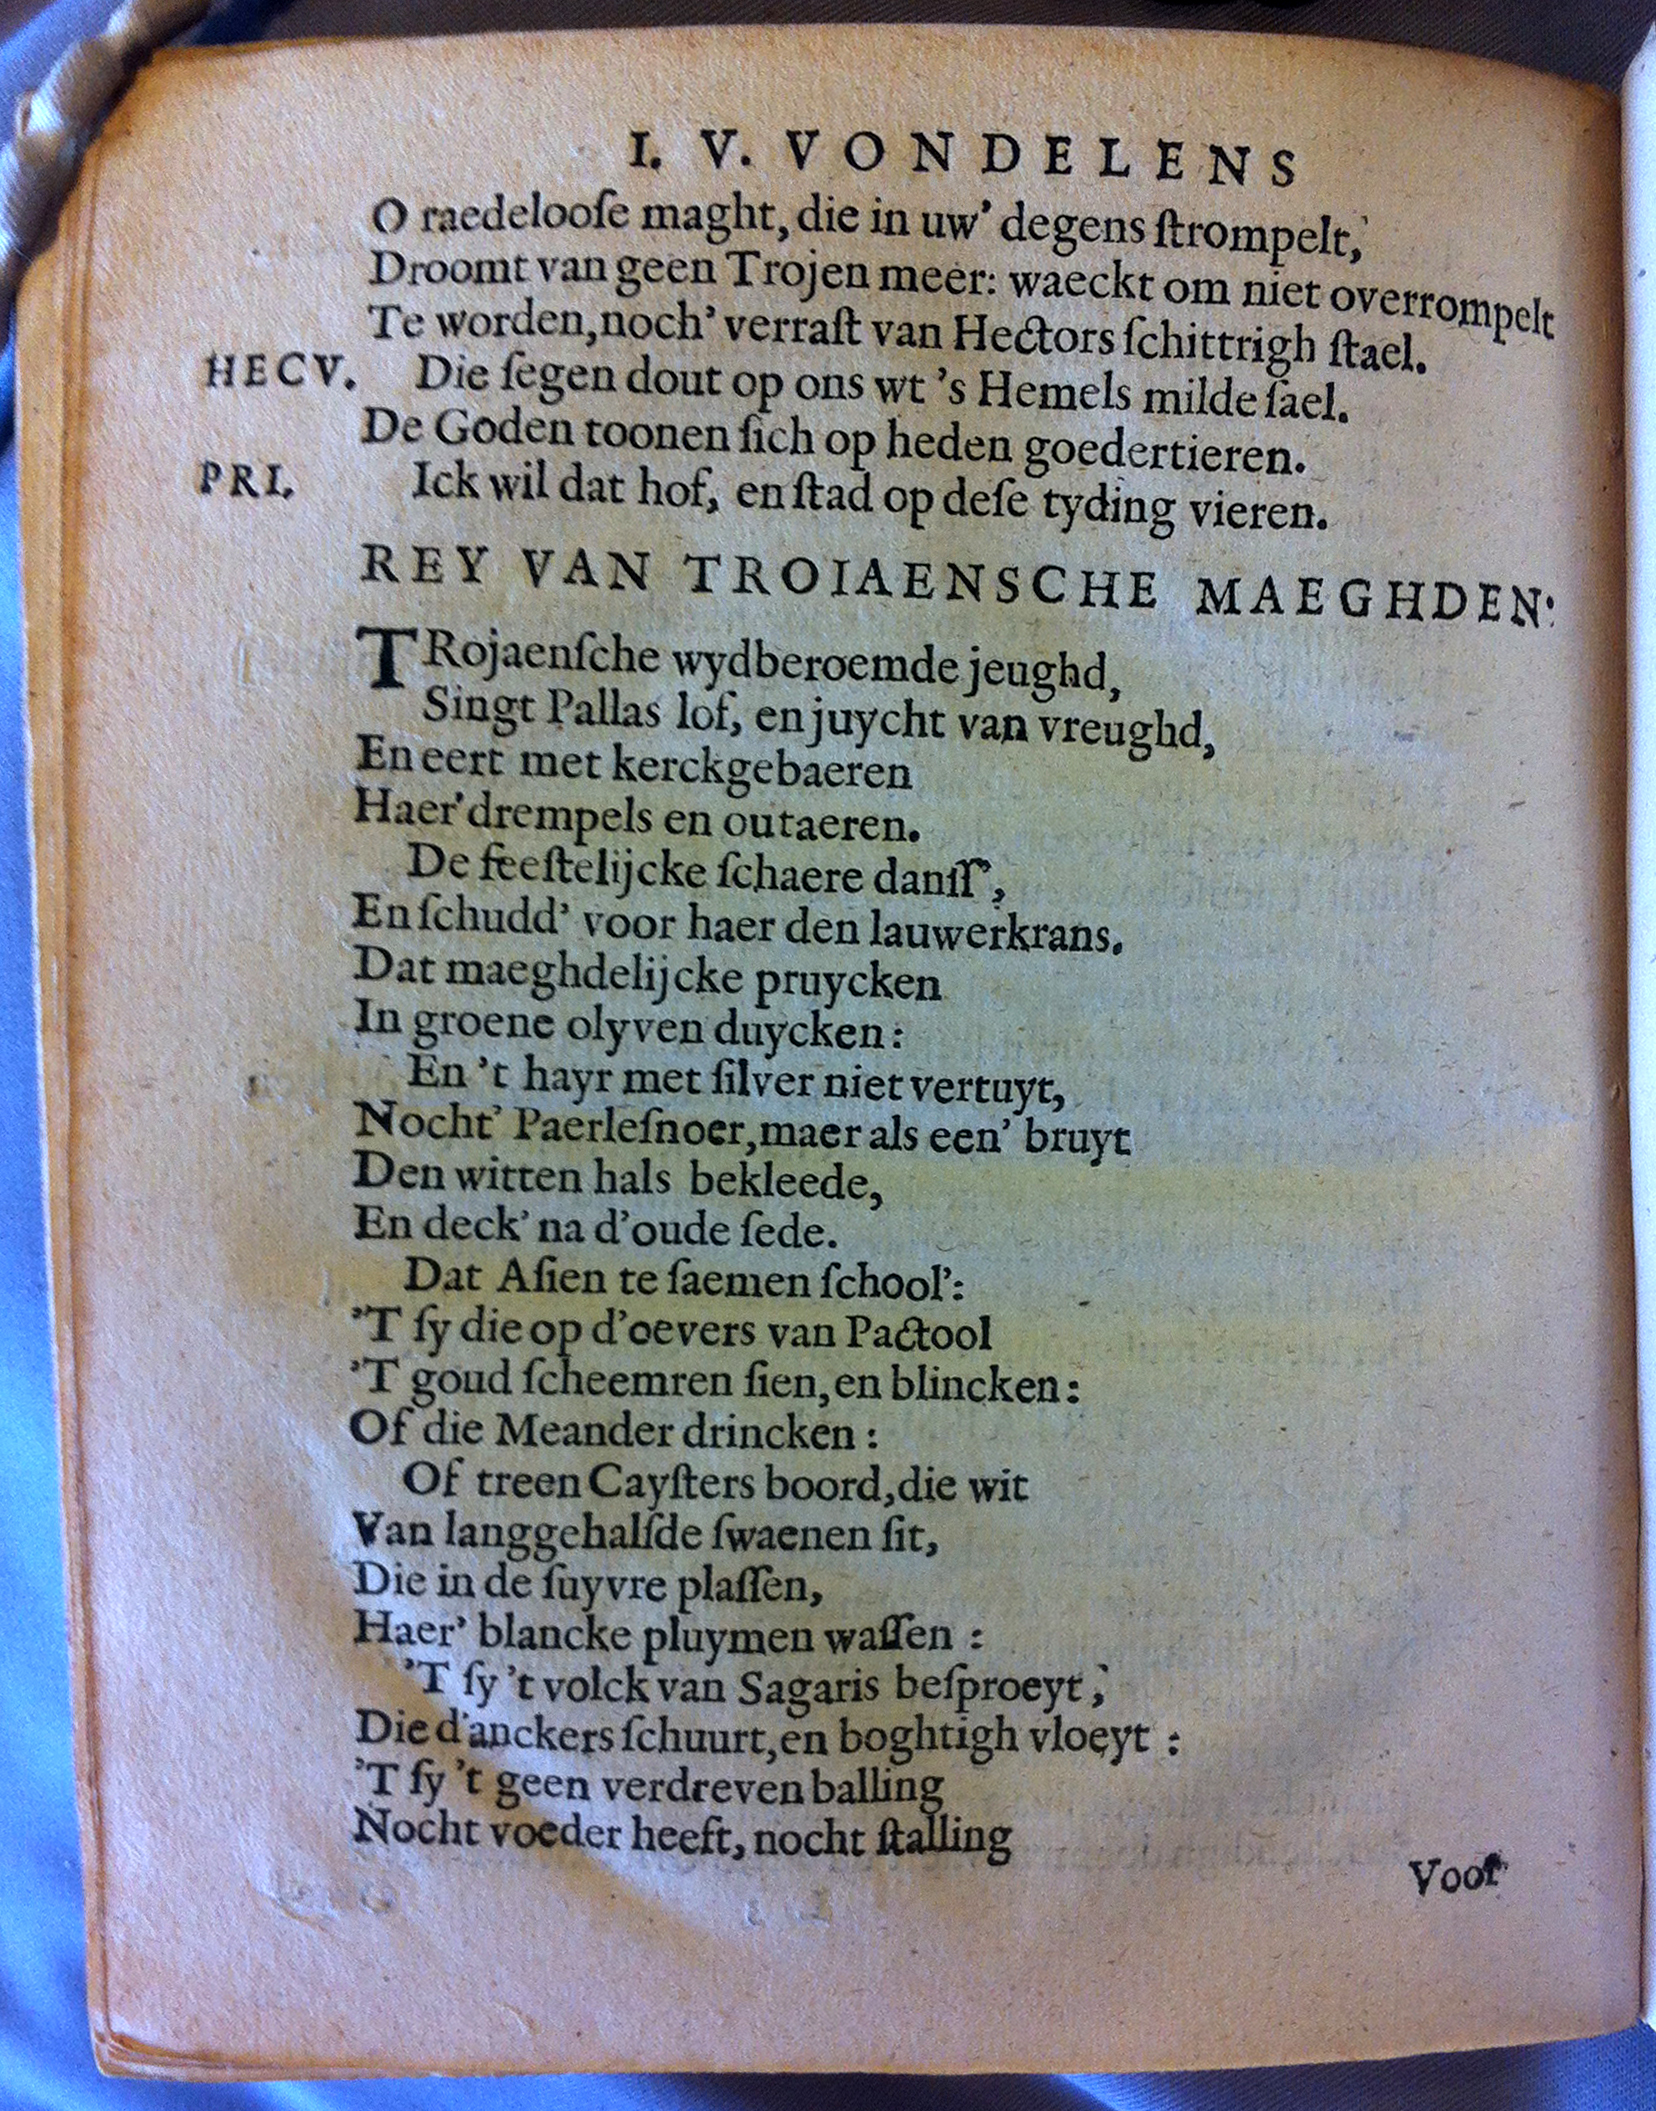 I. V. VONDELENS
O raedelooſe maght, die in uw' degens ſtrompelt,
Droomt van geen Trojen meer: waeckt om niet overrompelt
Te worden, noch' verraſt van Hectors ſchittrigh ſtael.
HECV. Die ſegen dout op ons wt 's Hemels milde ſael.
De Goden toonen ſich op heden goedertieren.
PRI. Ick wil dat hof, en ſtad op deſe tyding vieren.
REY VAN TROIAENSCHE MAEGHDEN:
TRojaenſche wydberoemde jeughd,
Singt Pallas lof, en juycht van vreughd,
En eert met kerckgebaeren
Haer' drempels en outaeren.
De feeſtelijcke ſchaere danſſ',
En ſchudd' voor haer den lauwerkrans.
Dat maeghdelijcke pruycken
In groene olyven duycken:
En 't hayr met ſilver niet vertuyt,
Nocht' Paerleſnoer, maer als een' bruyt
Den witten hals bekleede,
En deck' na d'oude ſede.
Dat Aſien te ſaemen ſchool':
'T ſy die op d'oevers van Pactool
'T goud ſcheemren ſien, en blincken:
Of die Meander drincken:
Of treen Cayſters boord, die wit
Van langgehalſde ſwaenen ſit,
Die in de ſuyvre plaſſen,
Haer' blancke pluymen waſſen:
'T ſy 't volck van Sagaris beſproeyt,
Die d'anckers ſchuurt, en boghtigh vloeyt:
'T ſy 't geen verdreven balling
Nocht voeder heeft, nocht ſtalling
Voor